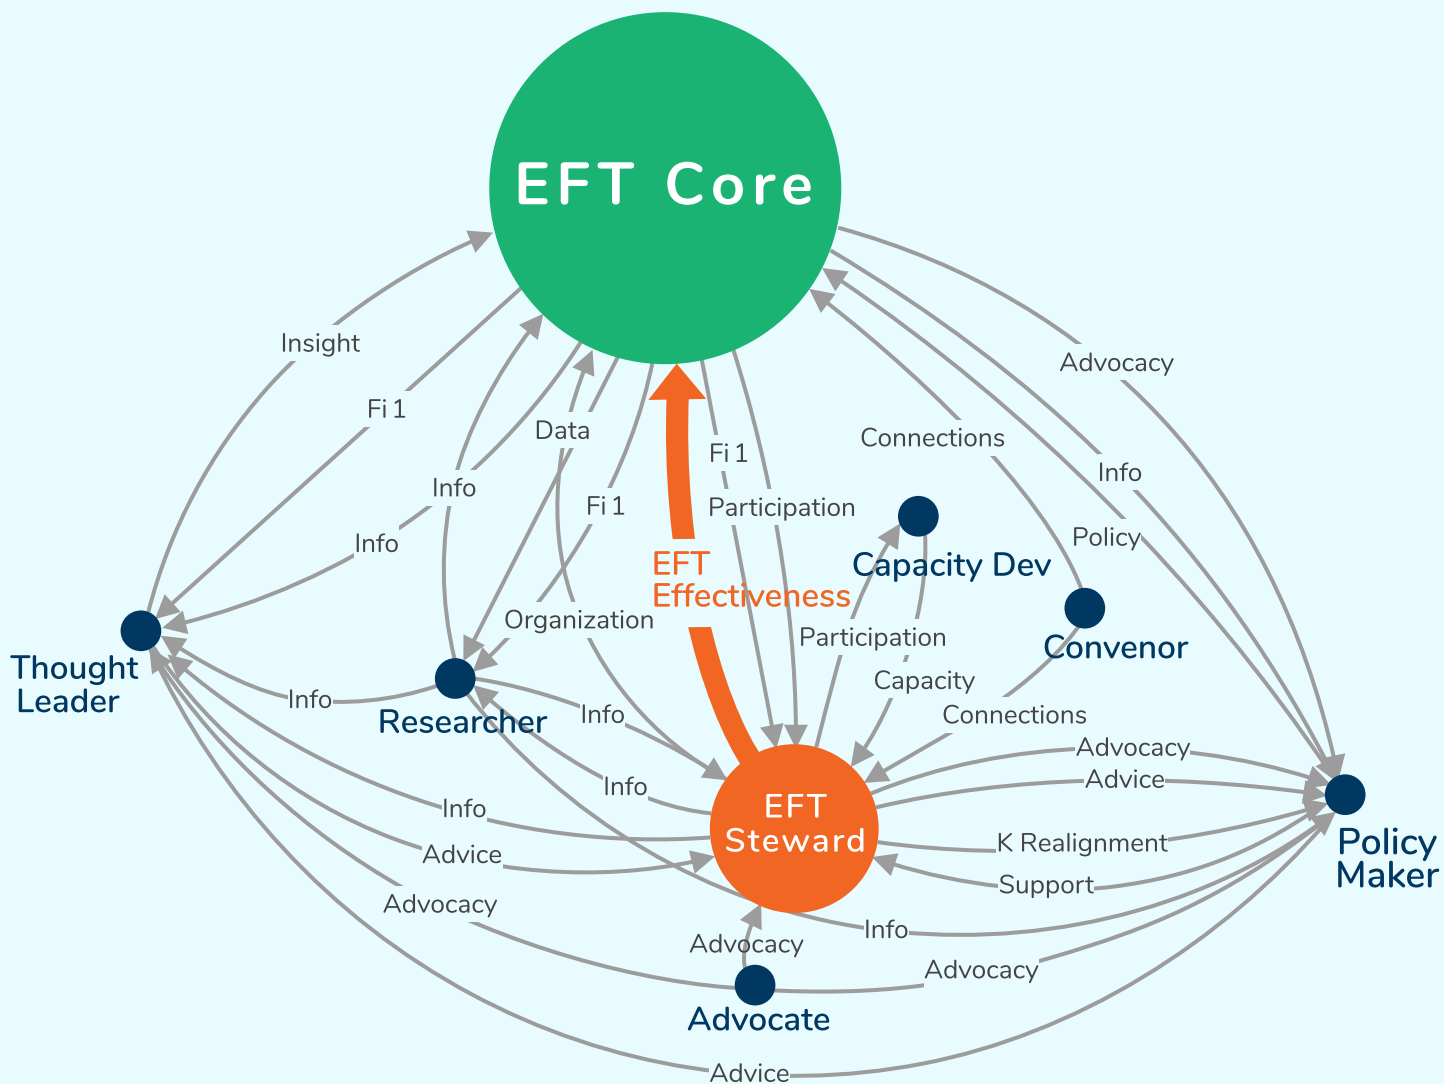 EFT Core
Insight
Advocacy
Fi 1
Data
Connections
Fi 1
Info
Info
Fi 1
Participation
Policy
Info
EFT
Effectiveness
Capacity Dev
Organization
Participation
Convenor
Thought
Leader
Capacity
Info
Researcher
Info
Connections
Advocacy
Advice
Info
Info
EFT
Steward
K Realignment
Policy
Maker
Advice
Support
Advocacy
Info
Advocacy
Advocacy
Advocate
Advice